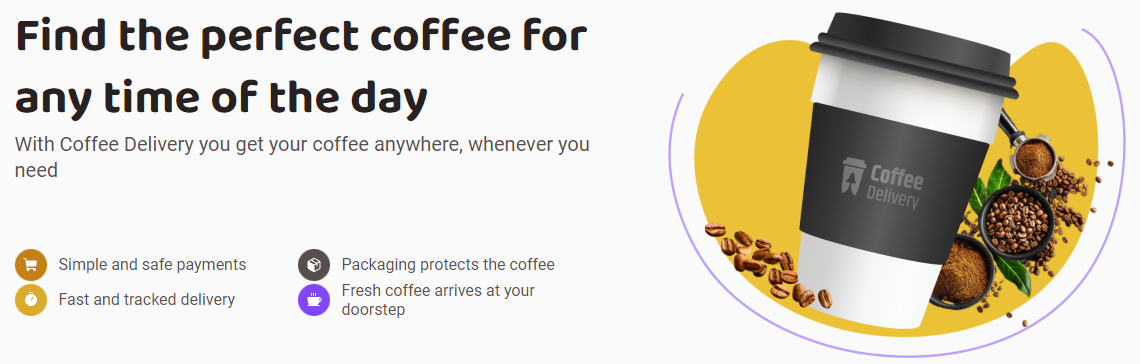 Find the perfect coffee for
any time of the day
With Coffee Delivery you get your coffee anywhere, whenever you
need
Simple and safe payments
Packaging protects the coffee
Fast and tracked delivery
Fresh coffee arrives at your
doorstep
Coffee
Delivery